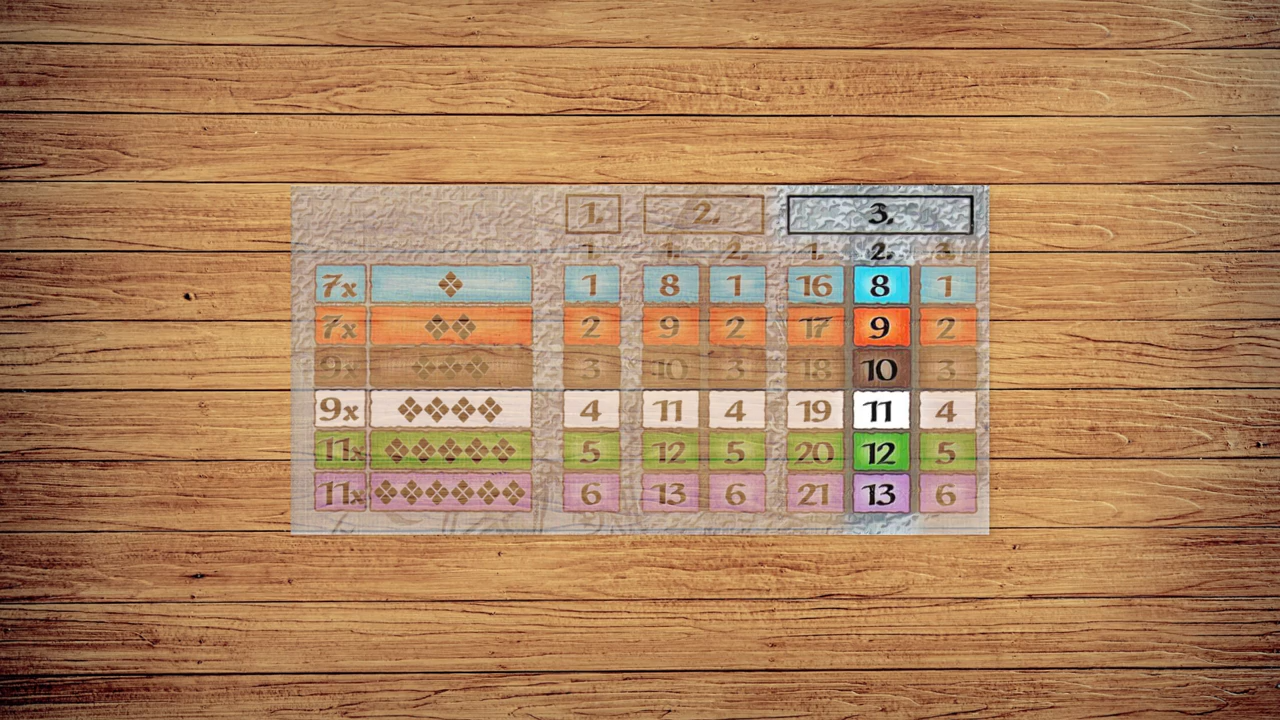 1. 2. 3.
1. 1. 2. 1. 2. 3.
7x 1 8 1 16 8 1
7x 2 9 2 17 9 2
9x 3 10 3 18 10 3
9x 4 11 4 19 11 4
11x 5 12 5 20 12 5
11x 6 13 6 21 13 6